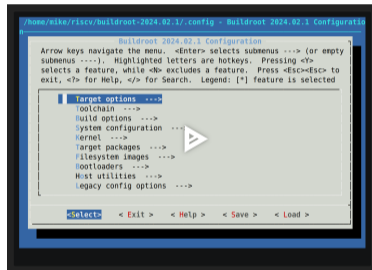 /home/mike/riscv/buildroot-2024.02.1/.config - Buildroot 2024.02.1 Configuratio
n
Buildroot 2024.02.1 Configuration
Arrow keys navigate the menu. <Enter> selects submenus ---> (or empty
submenus ----). Highlighted letters are hotkeys. Pressing <Y>
selects a feature, while <N> excludes a feature. Press <Esc><Esc> to
exit, <?> for Help, </> for Search. Legend: [*] feature is selected
Target options --->
Toolchain --->
Build options --->
System configuration --->
Kernel --->
Target packages --->
Filesystem images --->
Bootloaders --->
Host utilities --->
Legacy config options --->
<Select> < Exit > < Help > < Save > < Load >